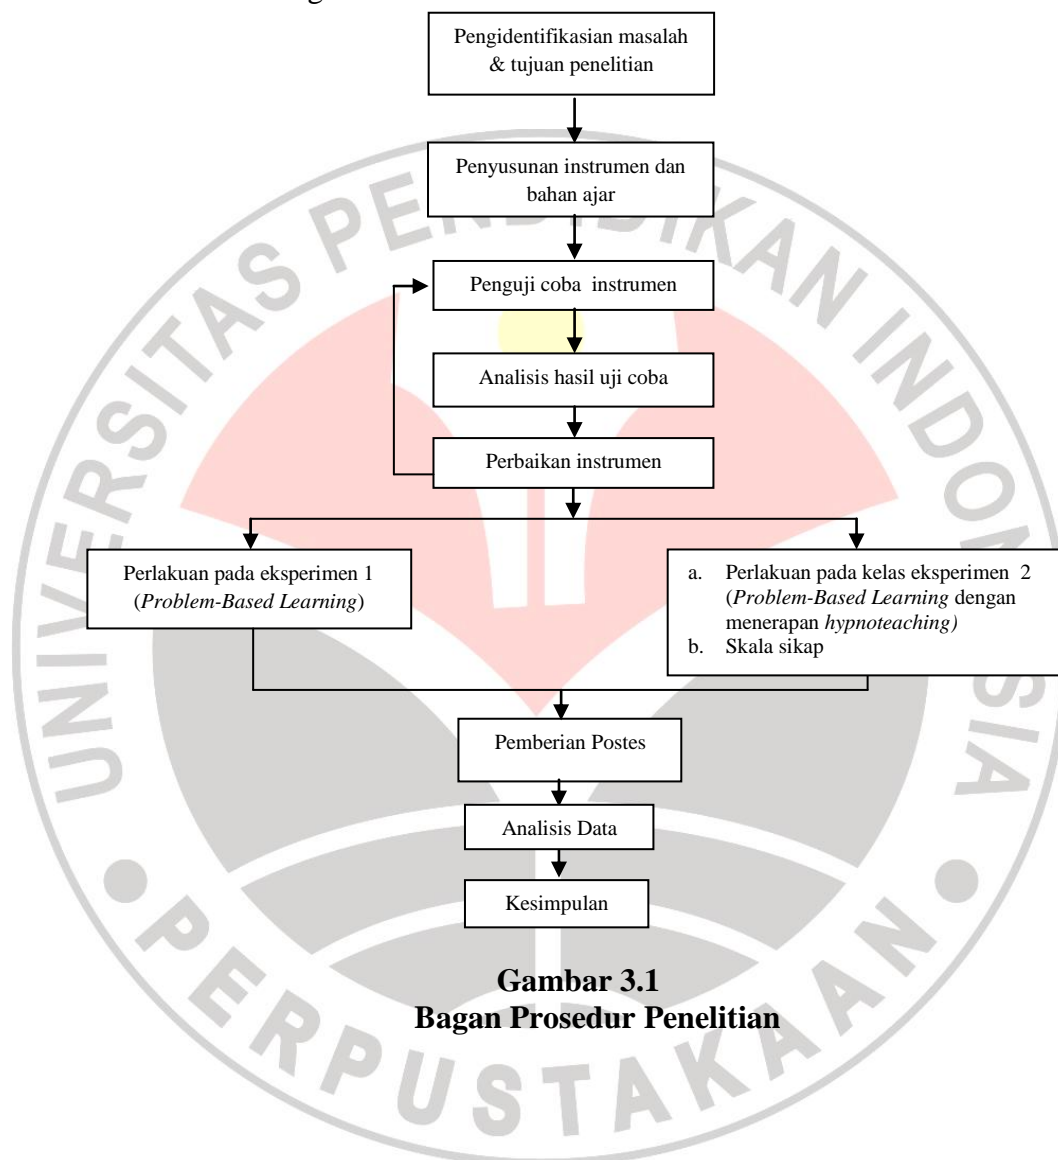 Pengidentifikasian masalah
& tujuan penelitian
Penyusunan instrumen dan
bahan ajar
Penguji coba instrumen
Analisis hasil uji coba
Perbaikan instrumen
Perlakuan pada eksperimen 1
(Problem-Based Learning)
a. Perlakuan pada kelas eksperimen 2
(Problem-Based Learning dengan
menerapan hypnoteaching)
b. Skala sikap
Pemberian Postes
Analisis Data
Kesimpulan
Gambar 3.1
Bagan Prosedur Penelitian
UNIVERSITAS PENDIDIKAN INDONESIA
PERPUSTAKAAN